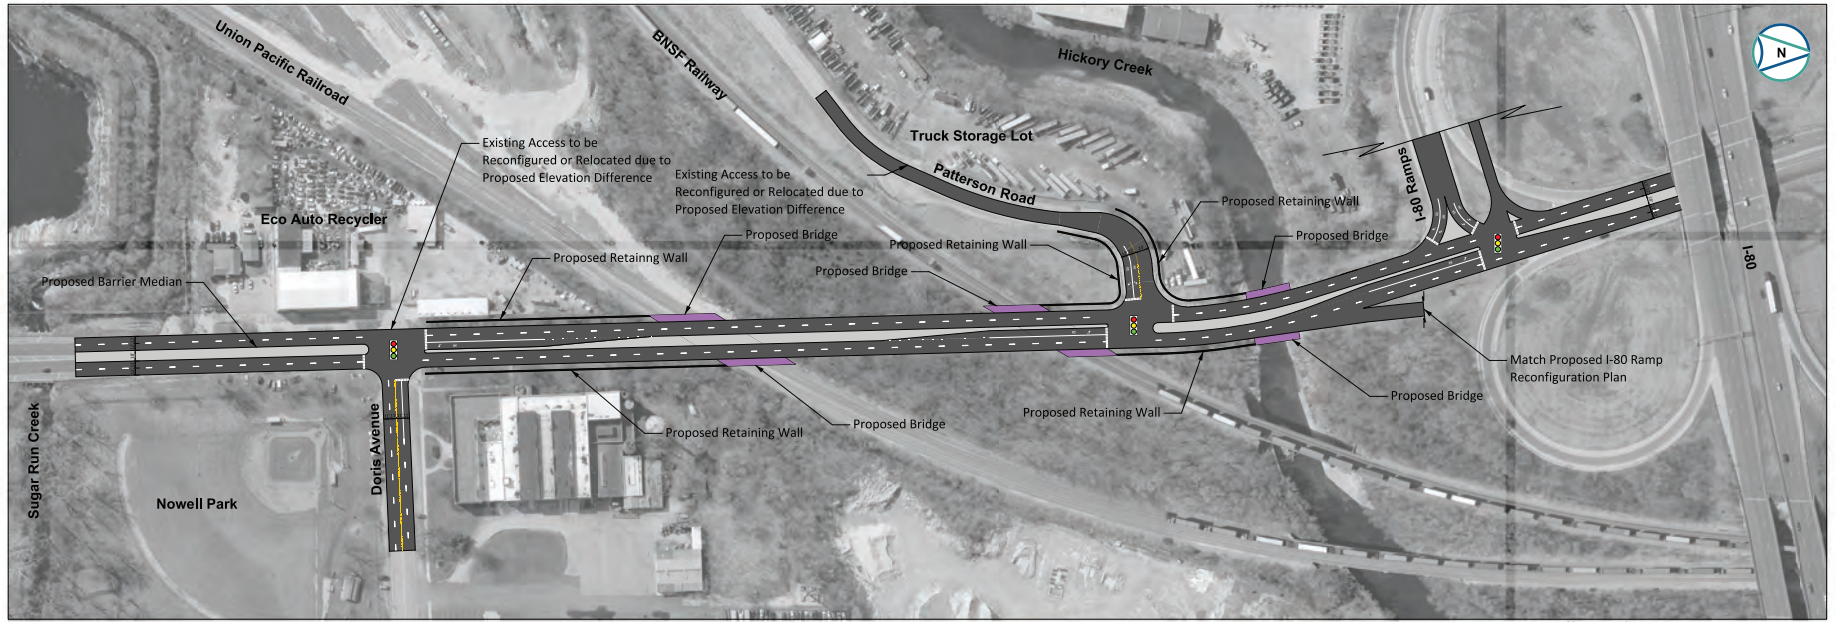 Union Pacific Railroad
BNSF Railway
Hickory Creek
N
Existing Access to be
Reconfigured or Relocated due to
Proposed Elevation Difference
Truck Storage Lot
Existing Access to be
Reconfigured or Relocated due to
Proposed Elevation Difference
Patterson Road
I-80 Ramps
Proposed Retaining Wall
Eco Auto Recycler
Proposed Bridge
Proposed Retaining Wall
Proposed Bridge
Proposed Retainng Wall
Proposed Bridge
I-80
Proposed Barrier Median
Match Proposed I-80 Ramp
Reconfiguration Plan
Proposed Bridge
Proposed Retaining Wall
Proposed Bridge
Proposed Retaining Wall
Sugar Run Creek
Doris Avenue
Nowell Park